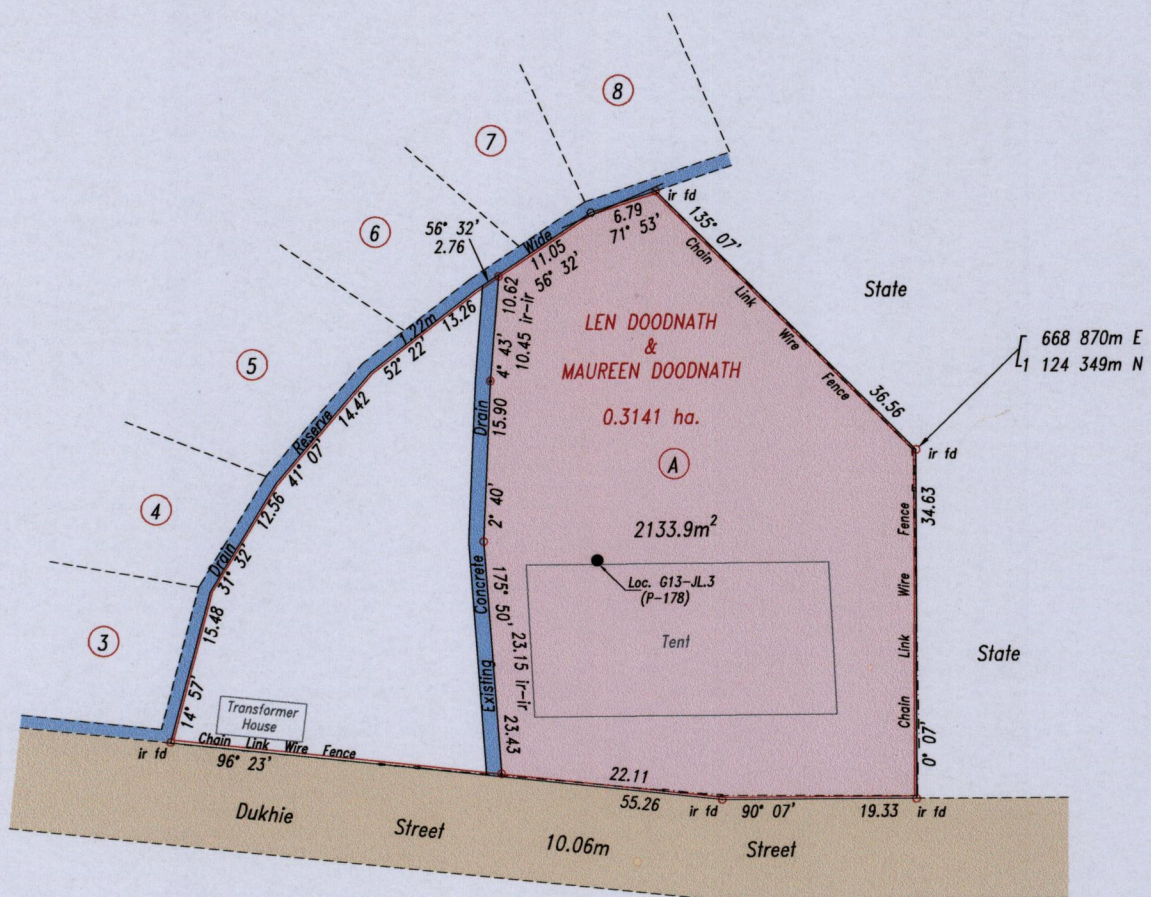 8
7
6
5
4
3
56° 32'
2.76
6.79
71° 53'
ir fd
135° 07'
Chain Link Wire Fence
36.56
State
668 870m E
1 124 349m N
ir fd
Wide
11.05
56° 32'
1.22m
13.26
52° 22'
14.42
Reserve
41° 07'
12.56
Drain
31° 32'
15.48
14° 57'
10.62
10.45 ir-ir
4° 43'
Drain
15.90
2° 40'
Concrete
175° 50'
23.15 ir-ir
Existing
23.43
LEN DOODNATH
&
MAUREEN DOODNATH
0.3141 ha.
A
2133.9m²
Loc. G13-JL.3
(P-178)
Tent
34.63
Chain Link Wire Fence
0° 07'
State
Transformer
House
Chain Link Wire Fence
ir fd
96° 23'
22.11
55.26
ir fd
90° 07'
19.33
ir fd
Dukhie Street
10.06m
Street